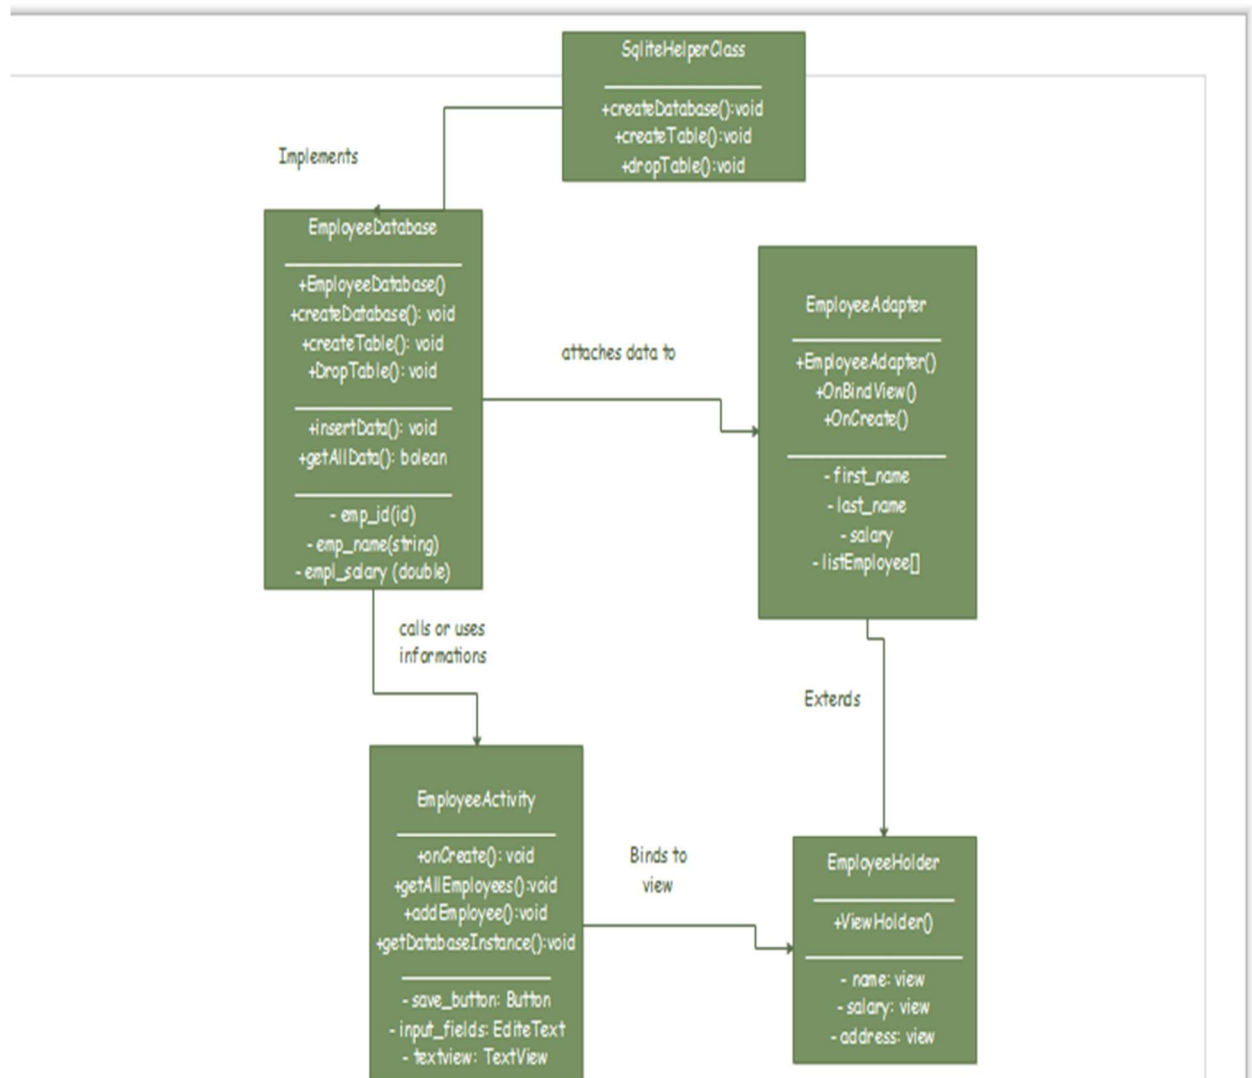 SqliteHelperClass
+createDatabase():void
+createTable():void
+dropTable():void
Implements
EmployeeDatabase
+EmployeeDatabase()
+createDatabase(): void
+createTable(): void
+DropTable(): void
+insertData(): void
+getAllData(): bolean
- emp_id(id)
- emp_name(string)
- empl_salary (double)
attaches data to
EmployeeAdapter
+EmployeeAdapter()
+OnBindView()
+OnCreate()
- first_name
- last_name
- salary
- listEmployee[]
calls or uses
informations
Extends
EmployeeActivity
+onCreate(): void
+getAllEmployees():void
+addEmployee():void
+getDatabaseInstance():void
- save_button: Button
- input_fields: EditeText
- textview: TextView
Binds to
view
EmployeeHolder
+ViewHolder()
- name: view
- salary: view
- address: view